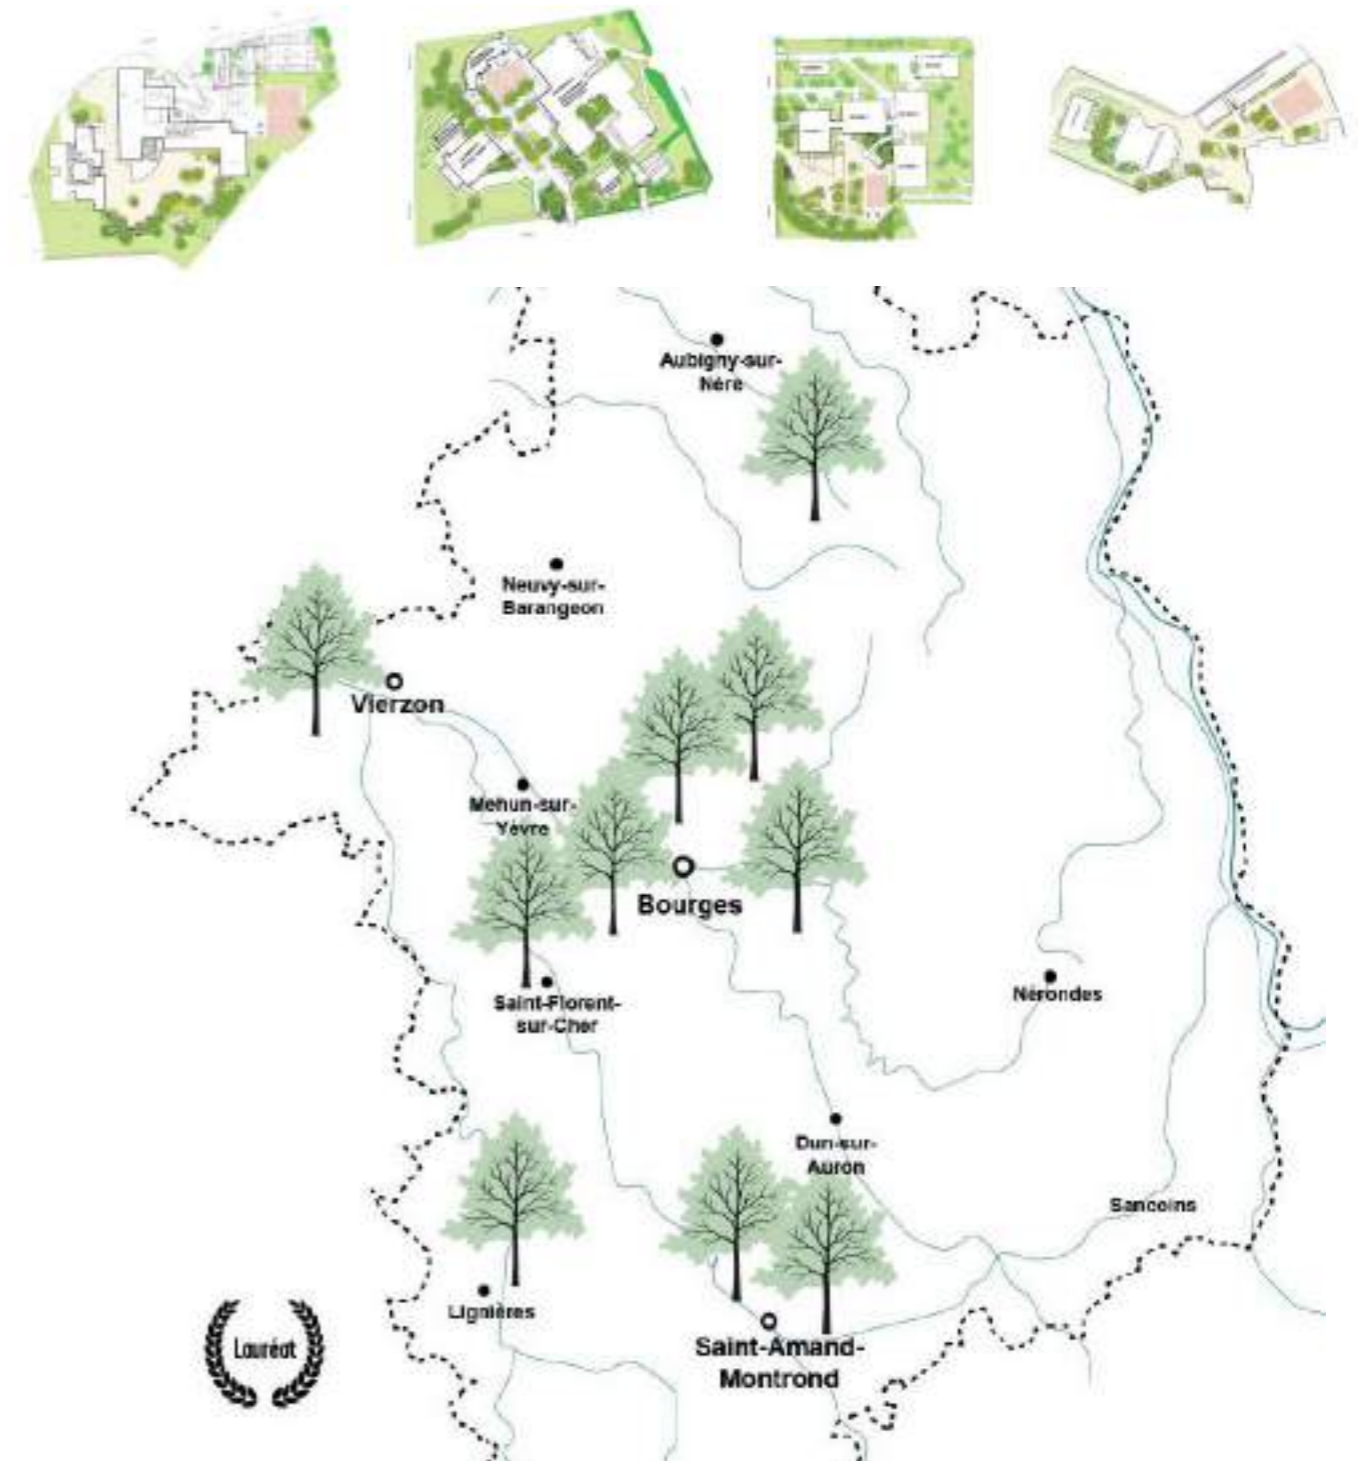 Aubigny-sur-
Nère
Neuvy-sur-
Barangeon
Vierzon
Mehun-sur-
Yèvre
Bourges
Saint-Florent-
sur-Cher
Nérondes
Dun-sur-
Auron
Sancoins
Lignières
Lauréat
Saint-Amand-
Montrond